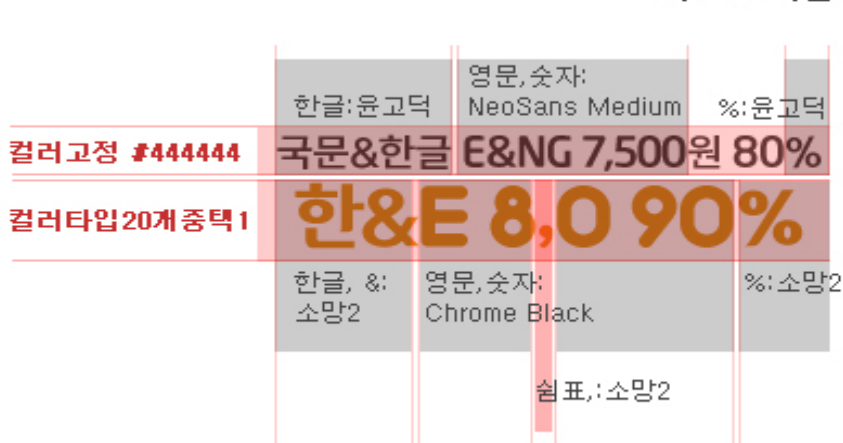 영문,숫자:
한글:윤고덕 NeoSans Medium %:윤고덕
컬러고정 #444444 국문&한글 E&NG 7,500원 80%
컬러타입20개중택1 한&E 8,0 90%
한글, &: 영문,숫자: %:소망2
소망2 Chrome Black
쉼표,:소망2